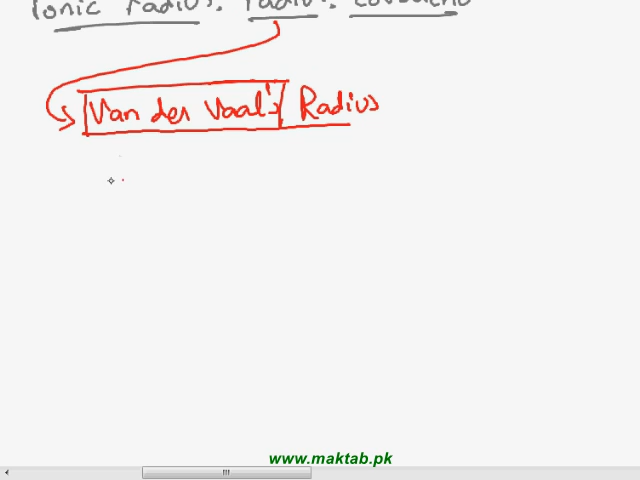 Ionic radius. radius. Covalent
Van der Vaal's Radius
www.maktab.pk